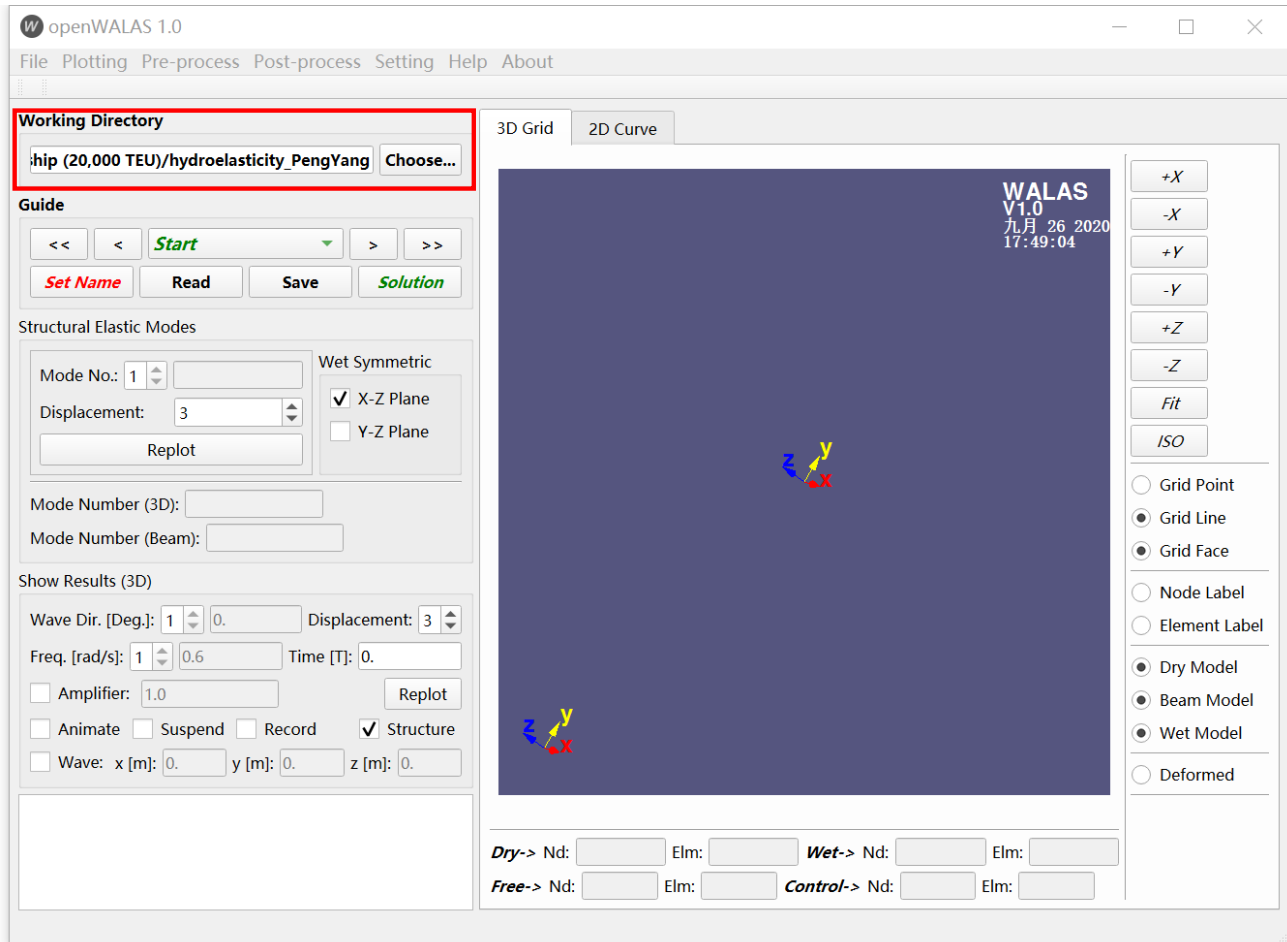 W openWALAS 1.0
File Plotting Pre-process Post-process Setting Help About
Working Directory
ship (20,000 TEU)/hydroelasticity_PengYang Choose...
Guide
<< < Start > >>
Set Name Read Save Solution
Structural Elastic Modes
Mode No.: 1
Displacement: 3
Replot
Wet Symmetric
X-Z Plane
Y-Z Plane
Mode Number (3D):
Mode Number (Beam):
Show Results (3D)
Wave Dir. [Deg.]: 1 0. Displacement: 3
Freq. [rad/s]: 1 0.6 Time [T]: 0.
Amplifier: 1.0 Replot
Animate Suspend Record Structure
Wave: x [m]: 0. y [m]: 0. z [m]: 0.
3D Grid 2D Curve
WALAS
V1.0
九月 26 2020
17:49:04
z y x
z y x
Dry-> Nd: Elm: Wet-> Nd: Elm:
Free-> Nd: Elm: Control-> Nd: Elm:
+X
-X
+Y
-Y
+Z
-Z
Fit
ISO
Grid Point
Grid Line
Grid Face
Node Label
Element Label
Dry Model
Beam Model
Wet Model
Deformed